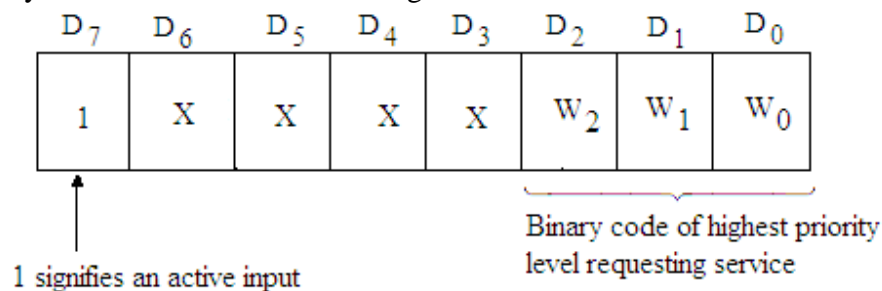 D7 D6 D5 D4 D3 D2 D1 D0
1 X X X X W2 W1 W0
Binary code of highest priority
level requesting service
1 signifies an active input